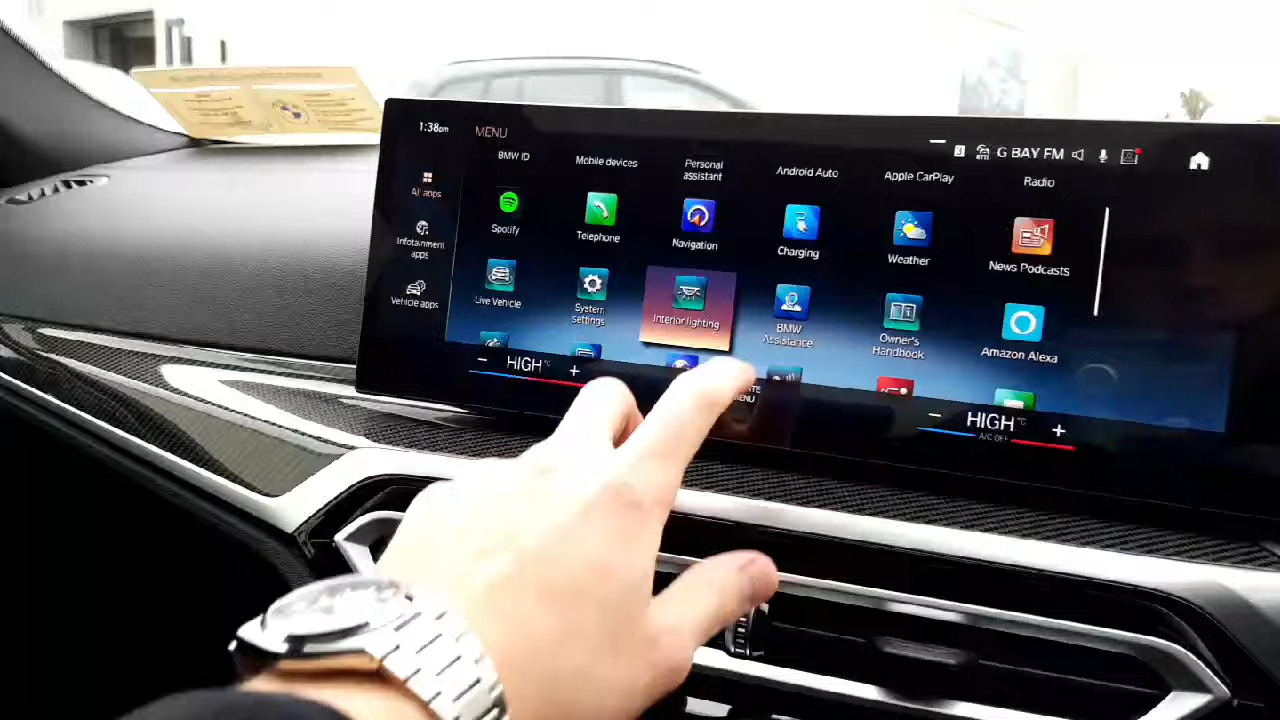 1:38pm
MENU
G BAY FM
BMW ID
Mobile devices
Personal
assistant
Android Auto
Apple CarPlay
Radio
All apps
Infotainment
apps
Vehicle apps
Spotify
Telephone
Navigation
Charging
Weather
News Podcasts
Live Vehicle
System
settings
Interior lighting
BMW
Assistance
Owner's
Handbook
Amazon Alexa
− HIGH °C +
MENU
− HIGH °C +
A/C OFF